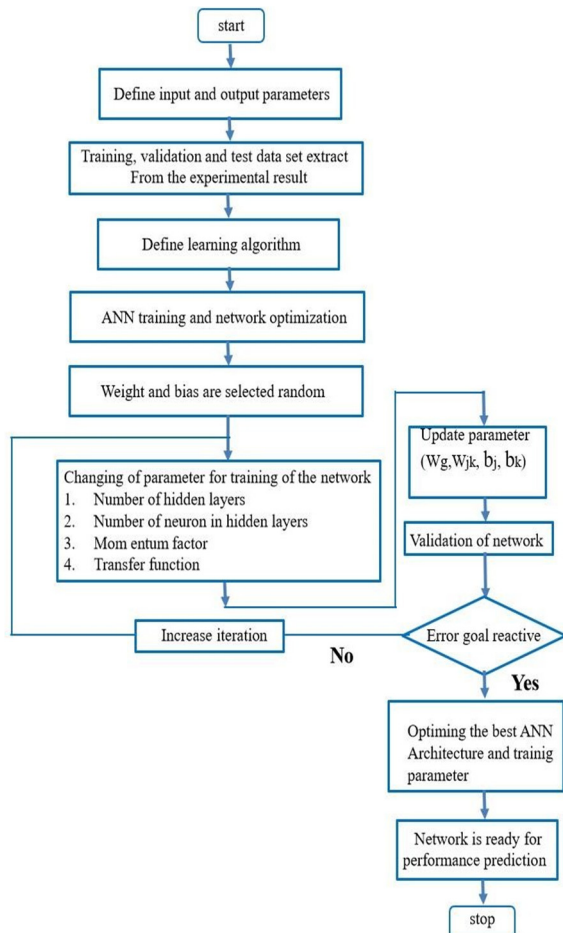 start
Define input and output parameters
Training, validation and test data set extract
From the experimental result
Define learning algorithm
ANN training and network optimization
Weight and bias are selected random
Changing of parameter for training of the network
1. Number of hidden layers
2. Number of neuron in hidden layers
3. Mom entum factor
4. Transfer function
Update parameter
(Wg,Wjk, bj, bk)
Validation of network
Error goal reactive
No
Increase iteration
Yes
Optiming the best ANN
Architecture and trainig
parameter
Network is ready for
performance prediction
stop